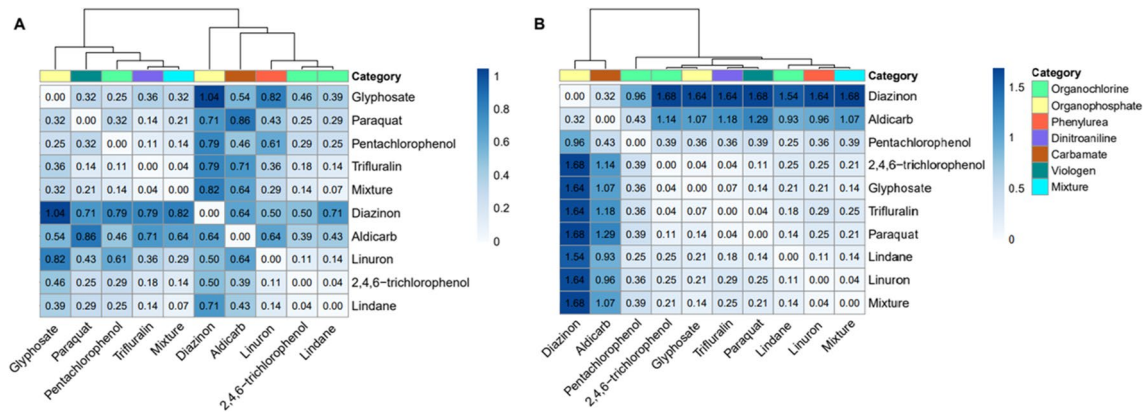 A
Category
0.00 0.32 0.25 0.36 0.32 1.04 0.54 0.82 0.46 0.39 Glyphosate
0.32 0.00 0.32 0.14 0.21 0.71 0.86 0.43 0.25 0.29 Paraquat
0.25 0.32 0.00 0.11 0.14 0.79 0.46 0.61 0.29 0.25 Pentachlorophenol
0.36 0.14 0.11 0.00 0.04 0.79 0.71 0.36 0.18 0.14 Trifluralin
0.32 0.21 0.14 0.04 0.00 0.82 0.64 0.29 0.14 0.07 Mixture
1.04 0.71 0.79 0.79 0.82 0.00 0.64 0.50 0.50 0.71 Diazinon
0.54 0.86 0.46 0.71 0.64 0.64 0.00 0.64 0.39 0.43 Aldicarb
0.82 0.43 0.61 0.36 0.29 0.50 0.64 0.00 0.11 0.14 Linuron
0.46 0.25 0.29 0.18 0.14 0.50 0.39 0.11 0.00 0.04 2,4,6−trichlorophenol
0.39 0.29 0.25 0.14 0.07 0.71 0.43 0.14 0.04 0.00 Lindane
Glyphosate
Paraquat
Pentachlorophenol
Trifluralin
Mixture
Diazinon
Aldicarb
Linuron
2,4,6−trichlorophenol
Lindane
1
0.8
0.6
0.4
0.2
0
B
Category
0.00 0.32 0.96 1.68 1.64 1.64 1.68 1.54 1.64 1.68 Diazinon
0.32 0.00 0.43 1.14 1.07 1.18 1.29 0.93 0.96 1.07 Aldicarb
0.96 0.43 0.00 0.39 0.36 0.36 0.39 0.25 0.36 0.39 Pentachlorophenol
1.68 1.14 0.39 0.00 0.04 0.04 0.11 0.25 0.25 0.21 2,4,6−trichlorophenol
1.64 1.07 0.36 0.04 0.00 0.07 0.14 0.21 0.21 0.14 Glyphosate
1.64 1.18 0.36 0.04 0.07 0.00 0.04 0.18 0.29 0.25 Trifluralin
1.68 1.29 0.39 0.11 0.14 0.04 0.00 0.14 0.25 0.21 Paraquat
1.54 0.93 0.25 0.25 0.21 0.18 0.14 0.00 0.11 0.14 Lindane
1.64 0.96 0.36 0.25 0.21 0.29 0.25 0.11 0.00 0.04 Linuron
1.68 1.07 0.39 0.21 0.14 0.25 0.21 0.14 0.04 0.00 Mixture
Diazinon
Aldicarb
Pentachlorophenol
2,4,6−trichlorophenol
Glyphosate
Trifluralin
Paraquat
Lindane
Linuron
Mixture
1.5
1
0.5
0
Category
Organochlorine
Organophosphate
Phenylurea
Dinitroaniline
Carbamate
Viologen
Mixture